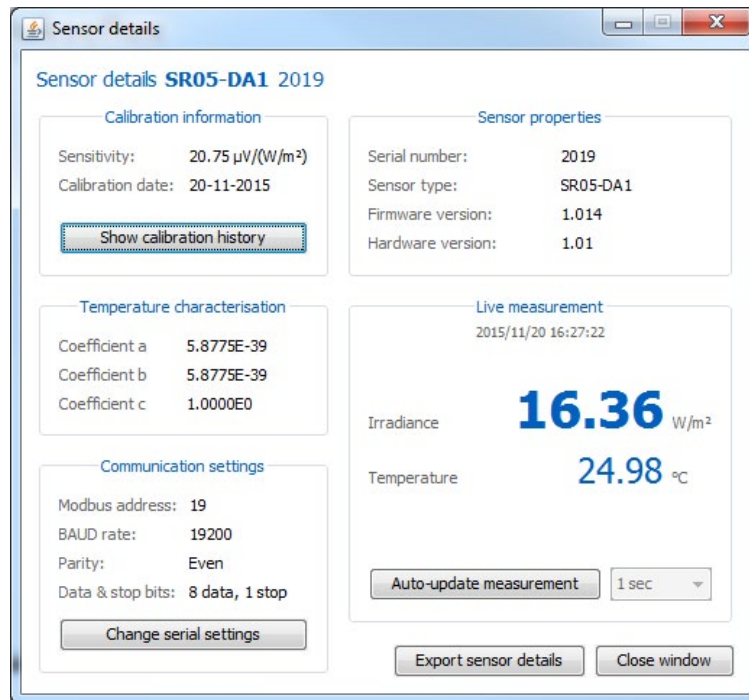 Sensor details
Sensor details SR05-DA1 2019
Calibration information
Sensitivity: 20.75 µV/(W/m²)
Calibration date: 20-11-2015
Show calibration history
Sensor properties
Serial number: 2019
Sensor type: SR05-DA1
Firmware version: 1.014
Hardware version: 1.01
Temperature characterisation
Coefficient a 5.8775E-39
Coefficient b 5.8775E-39
Coefficient c 1.0000E0
Live measurement
2015/11/20 16:27:22
Irradiance 16.36 W/m²
Temperature 24.98 °C
Auto-update measurement 1 sec
Communication settings
Modbus address: 19
BAUD rate: 19200
Parity: Even
Data & stop bits: 8 data, 1 stop
Change serial settings
Export sensor details Close window